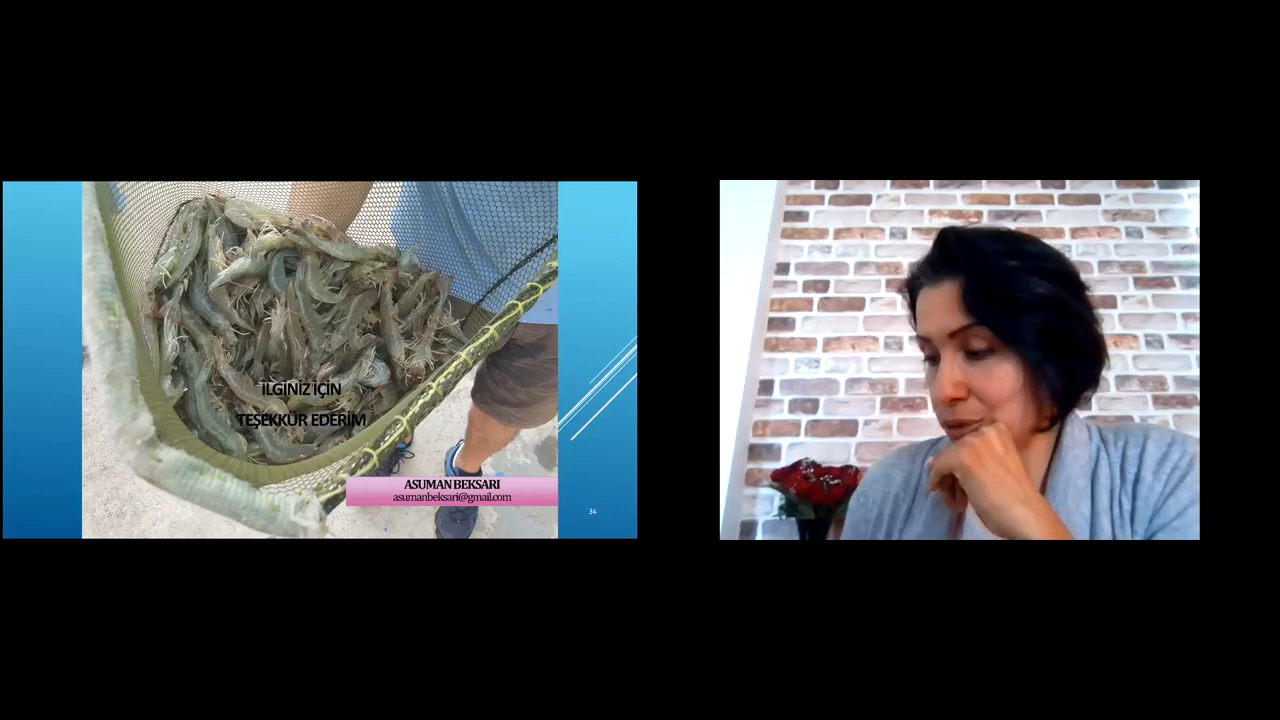 İLGİNİZ İÇİN
TEŞEKKÜR EDERİM
ASUMAN BEKSARI
asumanbeksari@gmail.com
34